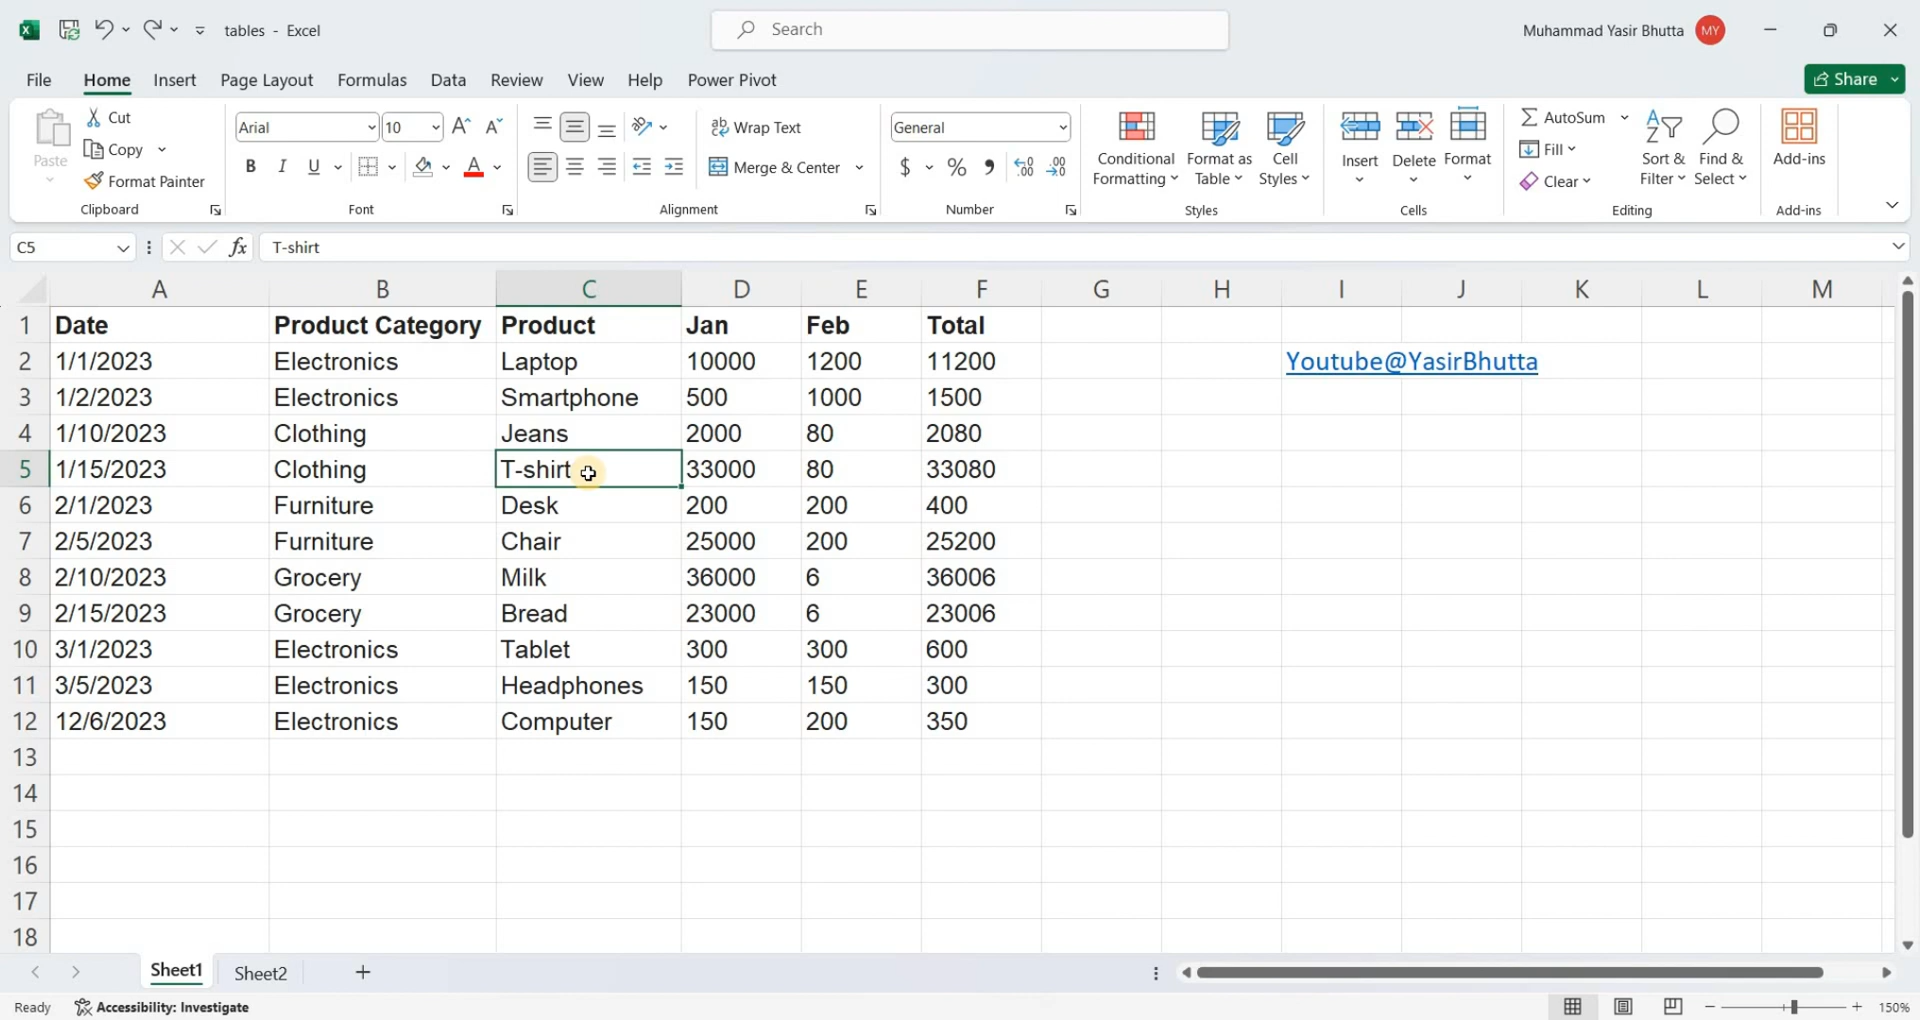 tables - Excel
Search
Muhammad Yasir Bhutta MY
File Home Insert Page Layout Formulas Data Review View Help Power Pivot Share
Paste
Cut
Copy
Format Painter
Clipboard
Arial 10
B I U A
Font
Wrap Text
Merge & Center
Alignment
General
$ % 9
Number
Conditional Formatting
Format as Table
Cell Styles
Styles
Insert Delete Format
Cells
AutoSum
Fill
Clear
Sort & Filter
Find & Select
Editing
Add-ins
Add-ins
C5 fx T-shirt
A B C D E F G H I J K L M
1 Date Product Category Product Jan Feb Total
2 1/1/2023 Electronics Laptop 10000 1200 11200 Youtube@YasirBhutta
3 1/2/2023 Electronics Smartphone 500 1000 1500
4 1/10/2023 Clothing Jeans 2000 80 2080
5 1/15/2023 Clothing T-shirt 33000 80 33080
6 2/1/2023 Furniture Desk 200 200 400
7 2/5/2023 Furniture Chair 25000 200 25200
8 2/10/2023 Grocery Milk 36000 6 36006
9 2/15/2023 Grocery Bread 23000 6 23006
10 3/1/2023 Electronics Tablet 300 300 600
11 3/5/2023 Electronics Headphones 150 150 300
12 12/6/2023 Electronics Computer 150 200 350
13
14
15
16
17
18
Sheet1 Sheet2
Ready Accessibility: Investigate 150%